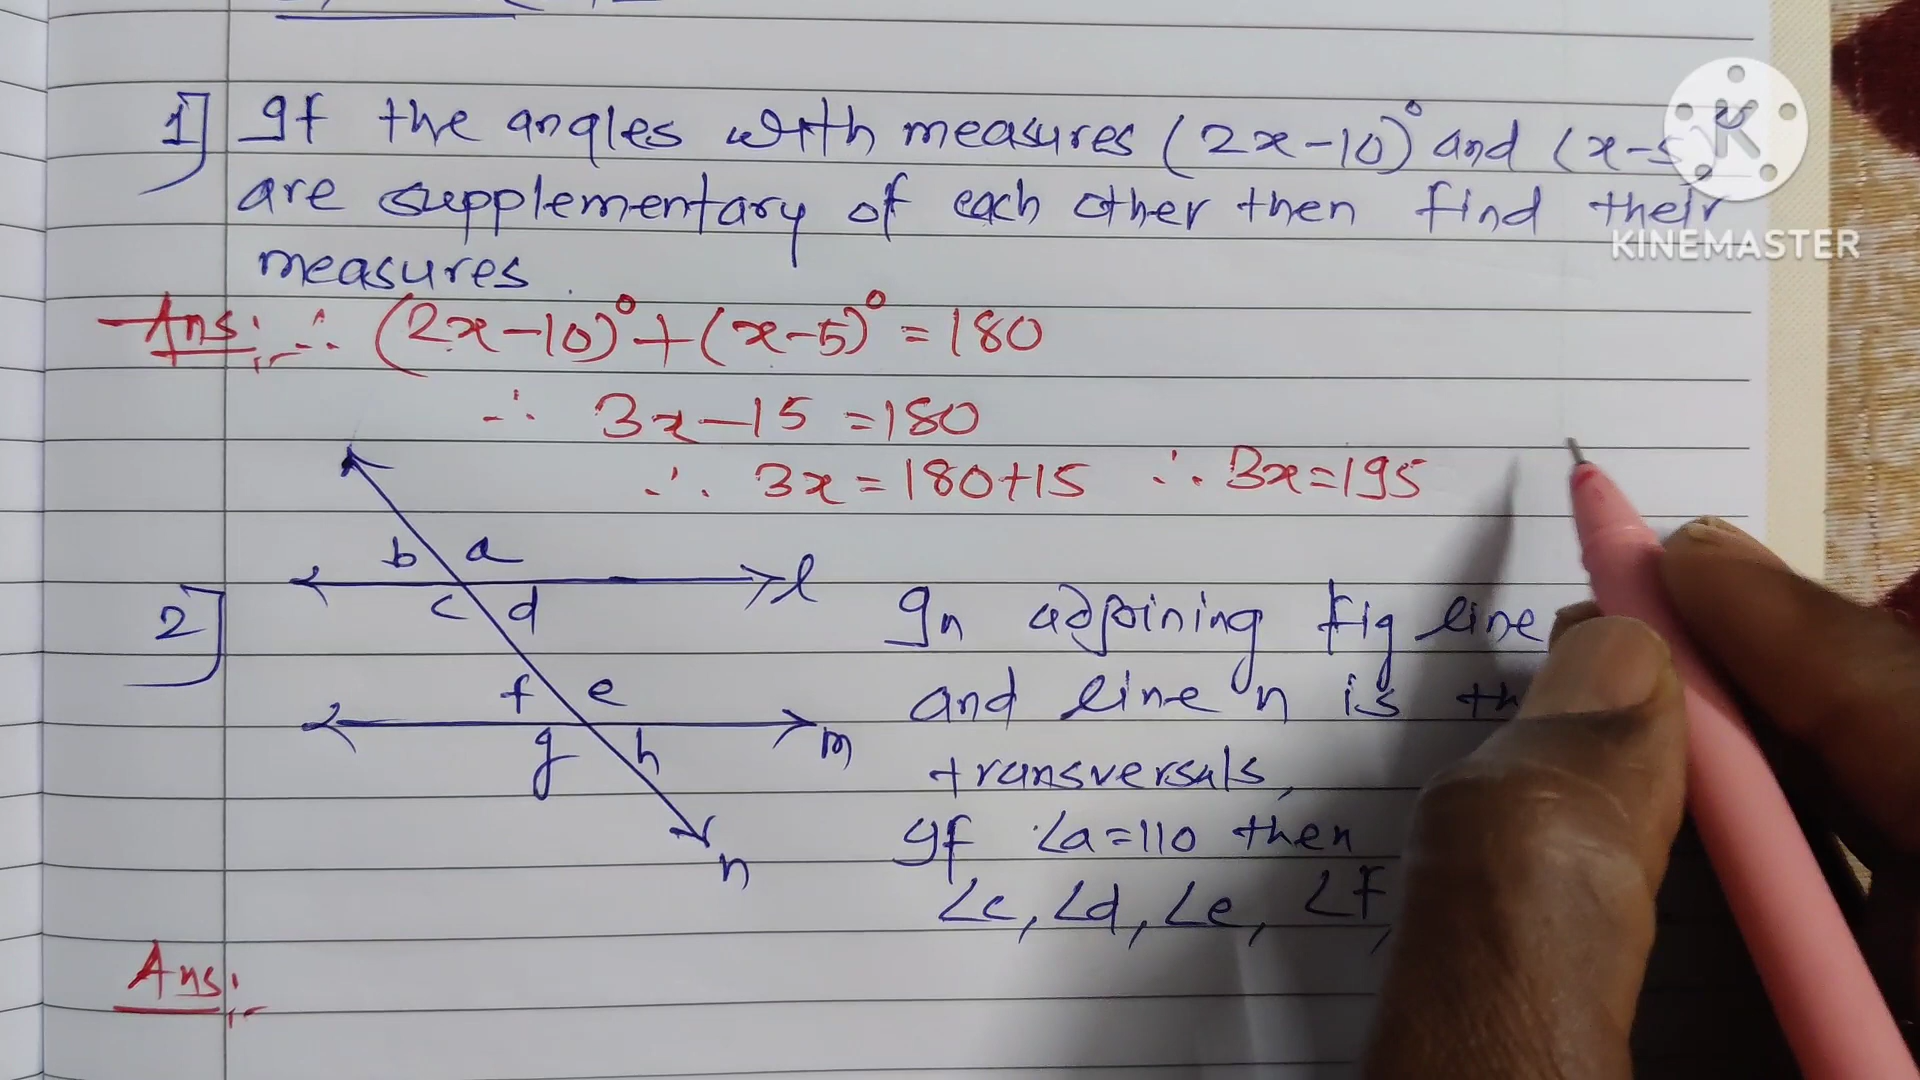 1] If the angles with measures (2x-10)° and (x-5)
are supplementary of each other then find their
measures.
Ans: ∴ (2x-10)° + (x-5)° = 180
∴ 3x-15 = 180
∴ 3x = 180+15 ∴ 3x = 195
b a
l
c d
2]
f e
m
g h
n
In adjoining fig line
and line n is
transversals,
If ∠a=110 then
∠c, ∠d, ∠e, ∠f,
Ans:
K
KINEMASTER